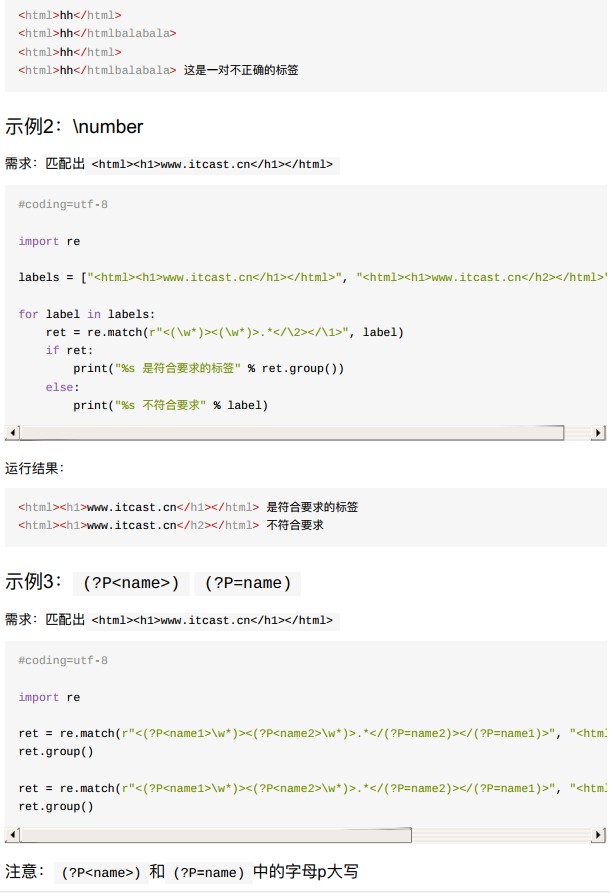 <html>hh</html>
<html>hh</htmlbalabala>
<html>hh</html>
<html>hh</htmlbalabala> 这是一对不正确的标签
示例2：\number
需求：匹配出 <html><h1>www.itcast.cn</h1></html>
#coding=utf-8
import re
labels = ["<html><h1>www.itcast.cn</h1></html>", "<html><h1>www.itcast.cn</h2></html>"
for label in labels:
    ret = re.match(r"<(\w*)><(\w*)>.*</\2></\1>", label)
    if ret:
        print("%s 是符合要求的标签" % ret.group())
    else:
        print("%s 不符合要求" % label)
运行结果：
<html><h1>www.itcast.cn</h1></html> 是符合要求的标签
<html><h1>www.itcast.cn</h2></html> 不符合要求
示例3： (?P<name>) (?P=name)
需求：匹配出 <html><h1>www.itcast.cn</h1></html>
#coding=utf-8
import re
ret = re.match(r"<(?P<name1>\w*)><(?P<name2>\w*)>.*</(?P=name2)></(?P=name1)>", "<html
ret.group()
ret = re.match(r"<(?P<name1>\w*)><(?P<name2>\w*)>.*</(?P=name2)></(?P=name1)>", "<html
ret.group()
注意： (?P<name>) 和 (?P=name) 中的字母p大写